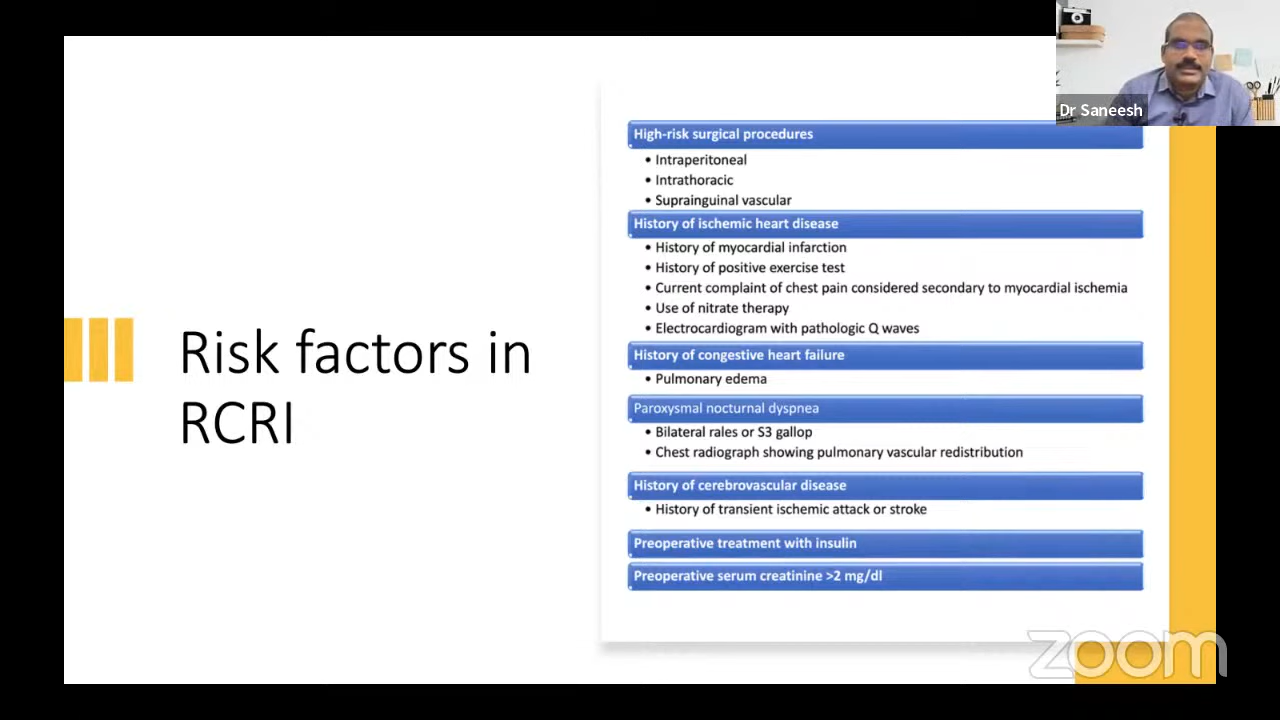 Dr Saneesh
Risk factors in
RCRI
High-risk surgical procedures
• Intraperitoneal
• Intrathoracic
• Suprainguinal vascular
History of ischemic heart disease
• History of myocardial infarction
• History of positive exercise test
• Current complaint of chest pain considered secondary to myocardial ischemia
• Use of nitrate therapy
• Electrocardiogram with pathologic Q waves
History of congestive heart failure
• Pulmonary edema
Paroxysmal nocturnal dyspnea
• Bilateral rales or S3 gallop
• Chest radiograph showing pulmonary vascular redistribution
History of cerebrovascular disease
• History of transient ischemic attack or stroke
Preoperative treatment with insulin
Preoperative serum creatinine >2 mg/dl
zoom